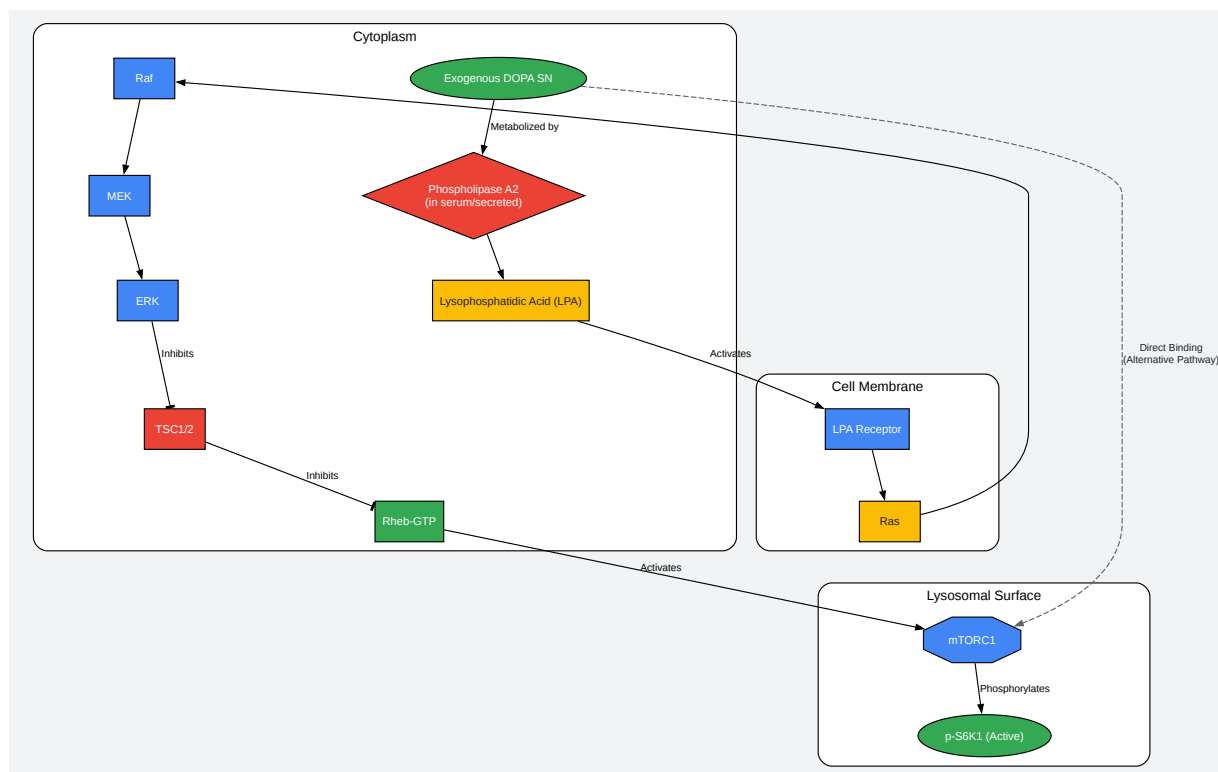 Cytoplasm
Raf
Exogenous DOPA SN
Metabolized by
MEK
Phospholipase A2
(in serum/secreted)
ERK
Lysophosphatidic Acid (LPA)
Inhibits
Activates
Direct Binding
(Alternative Pathway)
Cell Membrane
TSC1/2
LPA Receptor
Inhibits
Rheb-GTP
Ras
Activates
Lysosomal Surface
mTORC1
Phosphorylates
p-S6K1 (Active)